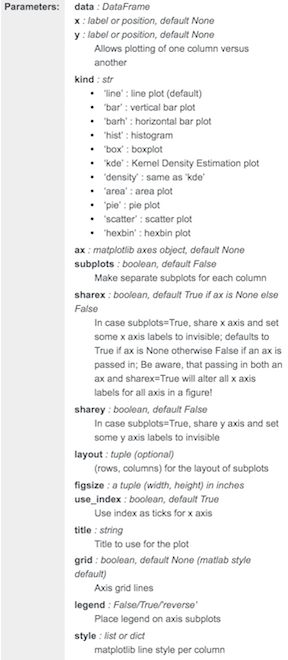 Parameters:
data : DataFrame
x : label or position, default None
y : label or position, default None
Allows plotting of one column versus
another
kind : str
• 'line' : line plot (default)
• 'bar' : vertical bar plot
• 'barh' : horizontal bar plot
• 'hist' : histogram
• 'box' : boxplot
• 'kde' : Kernel Density Estimation plot
• 'density' : same as 'kde'
• 'area' : area plot
• 'pie' : pie plot
• 'scatter' : scatter plot
• 'hexbin' : hexbin plot
ax : matplotlib axes object, default None
subplots : boolean, default False
Make separate subplots for each column
sharex : boolean, default True if ax is None else
False
In case subplots=True, share x axis and set
some x axis labels to invisible; defaults to
True if ax is None otherwise False if an ax is
passed in; Be aware, that passing in both an
ax and sharex=True will alter all x axis
labels for all axis in a figure!
sharey : boolean, default False
In case subplots=True, share y axis and set
some y axis labels to invisible
layout : tuple (optional)
(rows, columns) for the layout of subplots
figsize : a tuple (width, height) in inches
use_index : boolean, default True
Use index as ticks for x axis
title : string
Title to use for the plot
grid : boolean, default None (matlab style
default)
Axis grid lines
legend : False/True/'reverse'
Place legend on axis subplots
style : list or dict
matplotlib line style per column